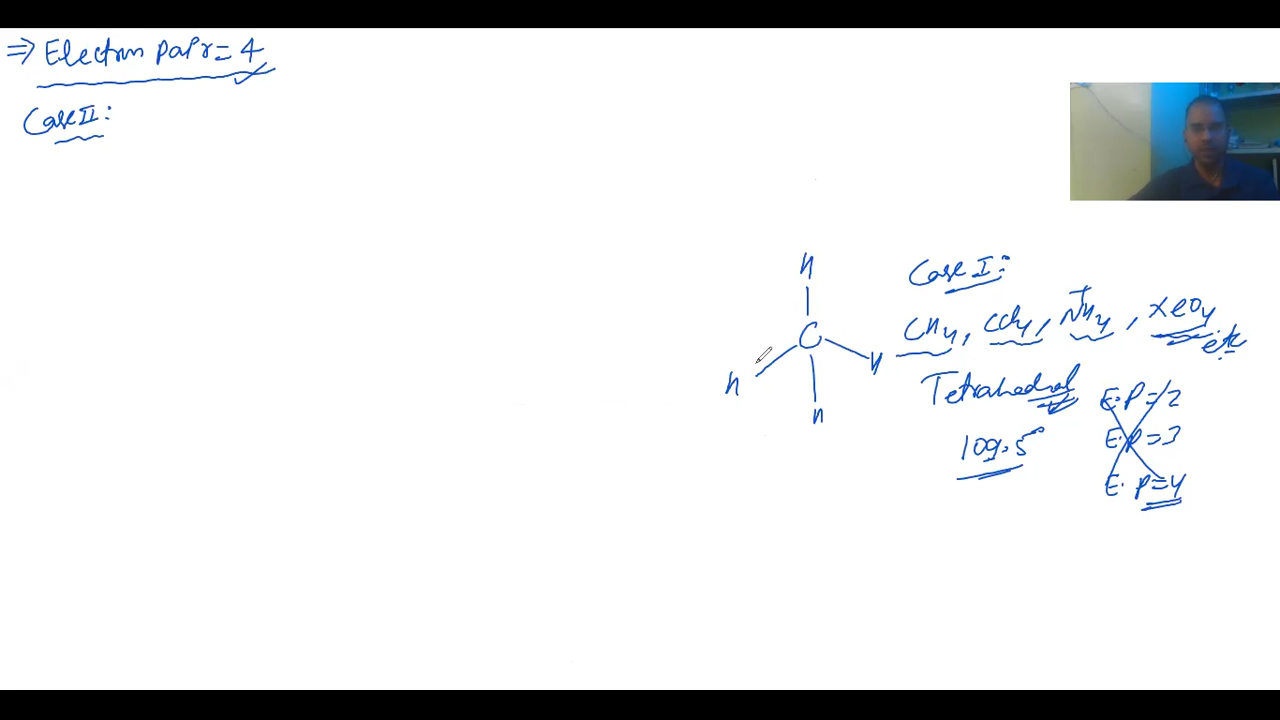 ⇒ Electron pair = 4
Case II:
H
C
H
H
H
Case I:
CH4, CCl4, NH4+, XeO4 etc
Tetrahedral
109.5°
E.P = 2
E.P = 3
E.P = 4